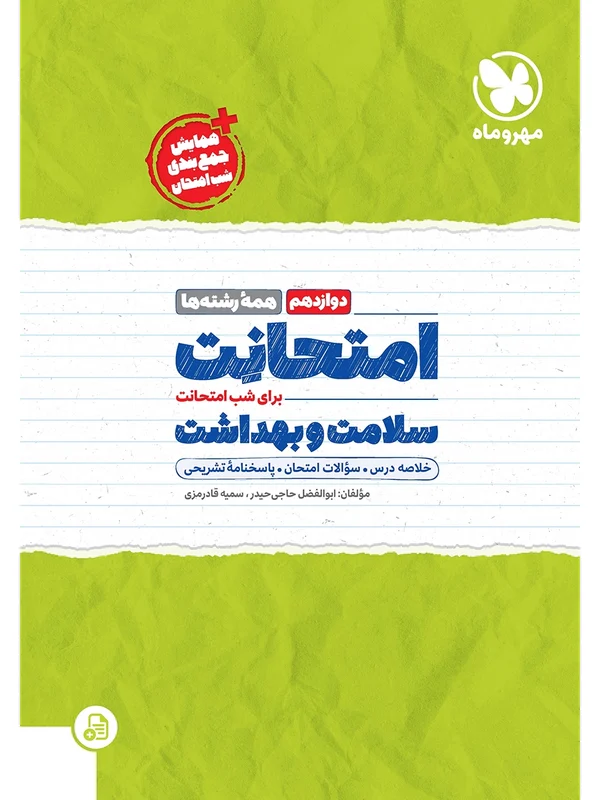 مهروماه
همایش
جمع‌بندی
شب امتحان
دوازدهم همهٔ رشته‌ها
امتحانِت
برای شب امتحانت
سلامت و بهداشت
خلاصه درس • سؤالات امتحان • پاسخنامهٔ تشریحی
مؤلفان: ابوالفضل حاجی‌حیدر، سمیه قادرمزی